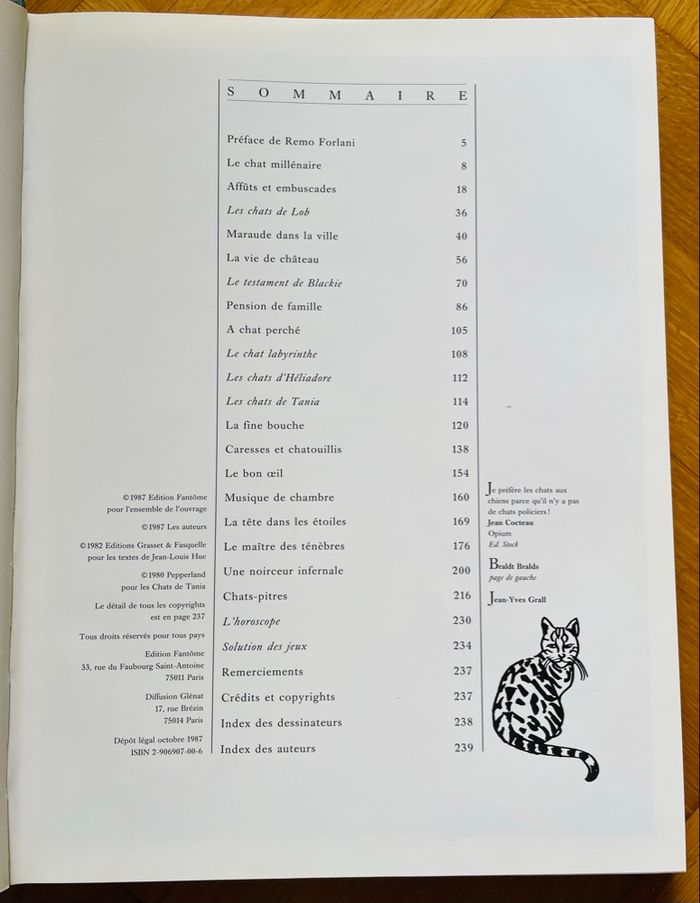 SOMMAIRE
Préface de Remo Forlani 5
Le chat millénaire 8
Affûts et embuscades 18
Les chats de Lob 36
Maraude dans la ville 40
La vie de château 56
Le testament de Blackie 70
Pension de famille 86
A chat perché 105
Le chat labyrinthe 108
Les chats d'Héliadore 112
Les chats de Tania 114
La fine bouche 120
Caresses et chatouillis 138
Le bon œil 154
Musique de chambre 160
La tête dans les étoiles 169
Le maître des ténèbres 176
Une noirceur infernale 200
Chats-pitres 216
L'horoscope 230
Solution des jeux 234
Remerciements 237
Crédits et copyrights 237
Index des dessinateurs 238
Index des auteurs 239
©1987 Edition Fantôme
pour l'ensemble de l'ouvrage
©1987 Les auteurs
©1982 Editions Grasset & Fasquelle
pour les textes de Jean-Louis Hue
©1980 Pepperland
pour les Chats de Tania
Le détail de tous les copyrights
est en page 237
Tous droits réservés pour tous pays
Edition Fantôme
33, rue du Faubourg Saint-Antoine
75011 Paris
Diffusion Glénat
17, rue Brézin
75014 Paris
Dépôt légal octobre 1987
ISBN 2-906907-00-6
Je préfère les chats aux
chiens parce qu'il n'y a pas
de chats policiers!
Jean Cocteau
Opium
Ed. Stock
Braldt Bralds
page de gauche
Jean-Yves Grall